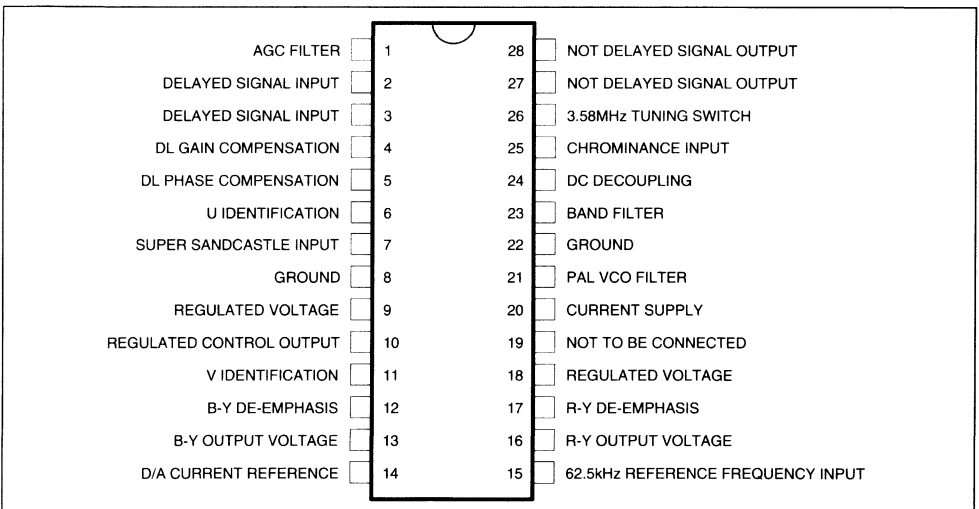 AGC FILTER 1 28 NOT DELAYED SIGNAL OUTPUT
DELAYED SIGNAL INPUT 2 27 NOT DELAYED SIGNAL OUTPUT
DELAYED SIGNAL INPUT 3 26 3.58MHz TUNING SWITCH
DL GAIN COMPENSATION 4 25 CHROMINANCE INPUT
DL PHASE COMPENSATION 5 24 DC DECOUPLING
U IDENTIFICATION 6 23 BAND FILTER
SUPER SANDCASTLE INPUT 7 22 GROUND
GROUND 8 21 PAL VCO FILTER
REGULATED VOLTAGE 9 20 CURRENT SUPPLY
REGULATED CONTROL OUTPUT 10 19 NOT TO BE CONNECTED
V IDENTIFICATION 11 18 REGULATED VOLTAGE
B-Y DE-EMPHASIS 12 17 R-Y DE-EMPHASIS
B-Y OUTPUT VOLTAGE 13 16 R-Y OUTPUT VOLTAGE
D/A CURRENT REFERENCE 14 15 62.5kHz REFERENCE FREQUENCY INPUT